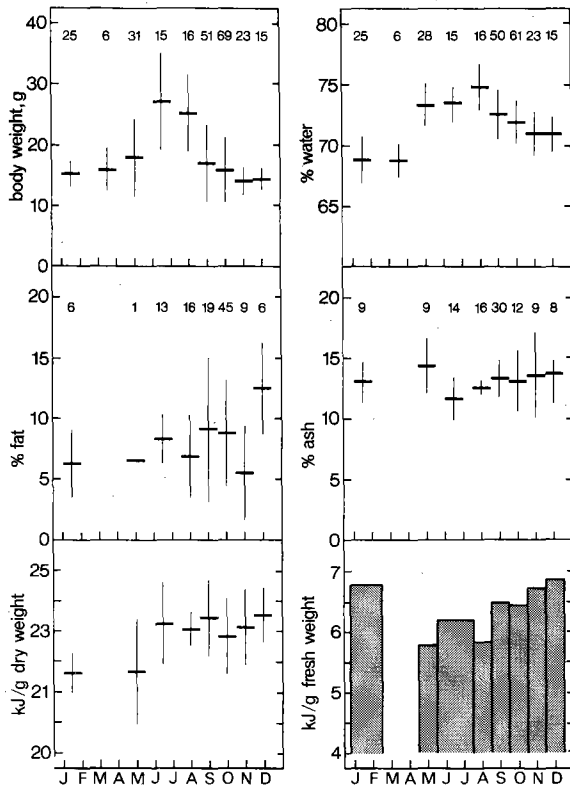 40
30
20
10
0
body weight, g
25 6 31 15 16 51 69 23 15
J F M A M J J A S O N D
80
75
70
65
0
% water
25 6 28 15 16 50 61 23 15
J F M A M J J A S O N D
20
15
10
5
0
% fat
6 1 13 16 19 45 9 6
J F M A M J J A S O N D
20
15
10
5
0
% ash
9 9 14 16 30 12 9 8
J F M A M J J A S O N D
25
23
21
20
kJ/g dry weight
J F M A M J J A S O N D
7
6
5
4
kJ/g fresh weight
J F M A M J J A S O N D